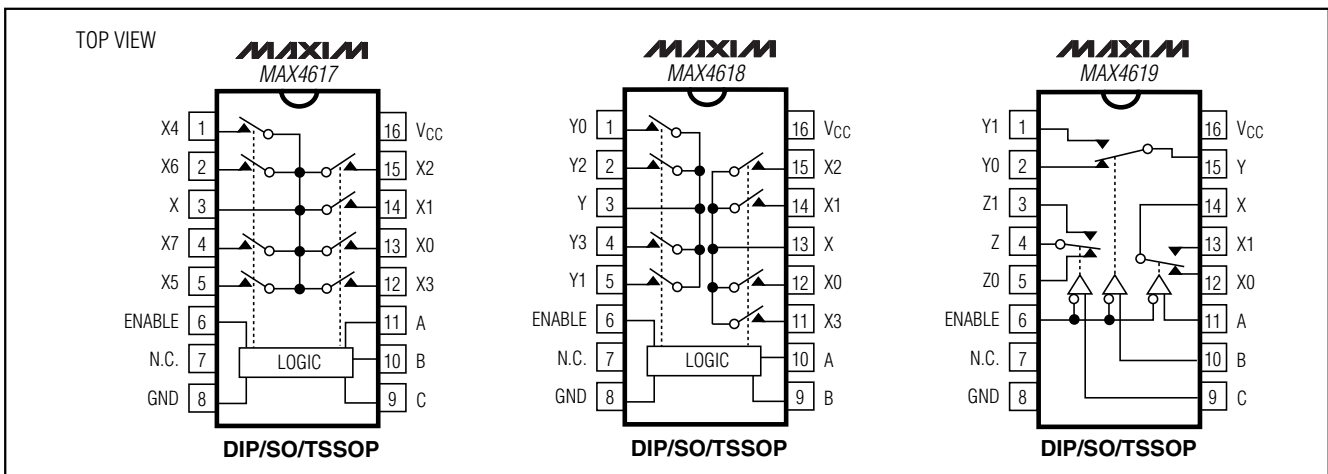 TOP VIEW
MAXIM
MAX4617
X4 1
16 VCC
X6 2
15 X2
X 3
14 X1
X7 4
13 X0
X5 5
12 X3
ENABLE 6
11 A
N.C. 7
LOGIC
10 B
GND 8
9 C
DIP/SO/TSSOP
MAXIM
MAX4618
Y0 1
16 VCC
Y2 2
15 X2
Y 3
14 X1
Y3 4
13 X
Y1 5
12 X0
ENABLE 6
11 X3
N.C. 7
LOGIC
10 A
GND 8
9 B
DIP/SO/TSSOP
MAXIM
MAX4619
Y1 1
16 VCC
Y0 2
15 Y
Z1 3
14 X
Z 4
13 X1
Z0 5
12 X0
ENABLE 6
11 A
N.C. 7
10 B
GND 8
9 C
DIP/SO/TSSOP